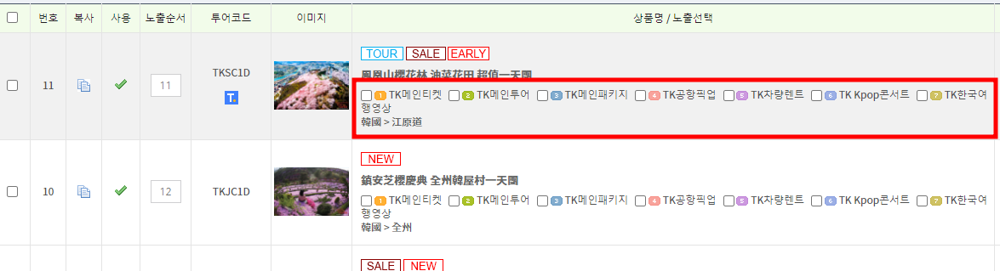 번호 복사 사용 노출순서 투어코드 이미지 상품명 / 노출선택
TOUR SALE EARLY
鳳凰山櫻花林 油菜花田 超值一天團
11 11 TKSC1D
T.
1 TK메인티켓 2 TK메인투어 3 TK메인패키지 4 TK공항픽업 5 TK차량렌트 6 TK Kpop콘서트 7 TK한국여
행영상
韓國 > 江原道
NEW
鎮安芝櫻慶典 全州韓屋村一天團
10 12 TKJC1D
1 TK메인티켓 2 TK메인투어 3 TK메인패키지 4 TK공항픽업 5 TK차량렌트 6 TK Kpop콘서트 7 TK한국여
행영상
韓國 > 全州
SALE NEW